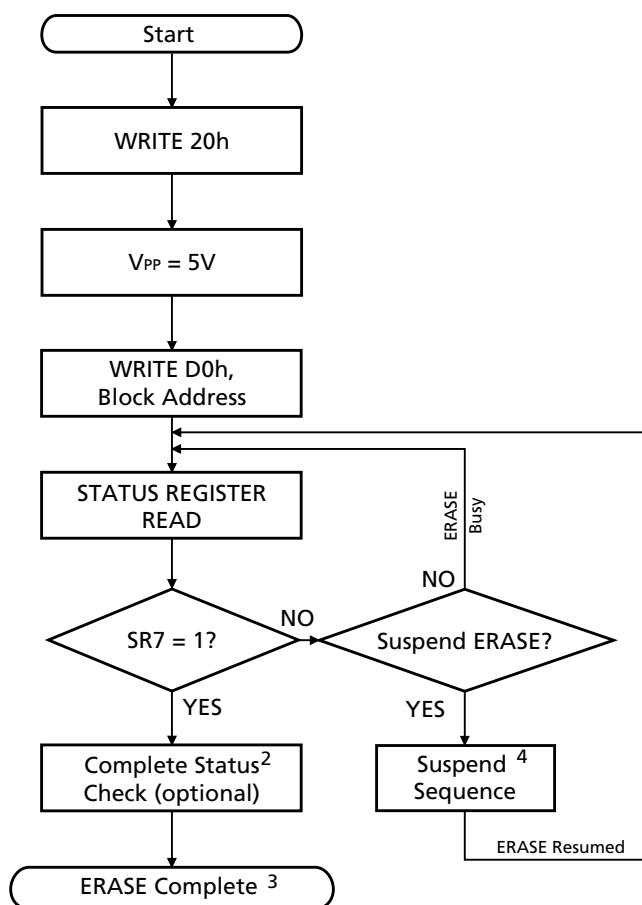 Start
WRITE 20h
VPP = 5V
WRITE D0h,
Block Address
STATUS REGISTER
READ
ERASE
Busy
NO
SR7 = 1?
NO
Suspend ERASE?
YES
YES
Complete Status2
Check (optional)
Suspend 4
Sequence
ERASE Resumed
ERASE Complete 3